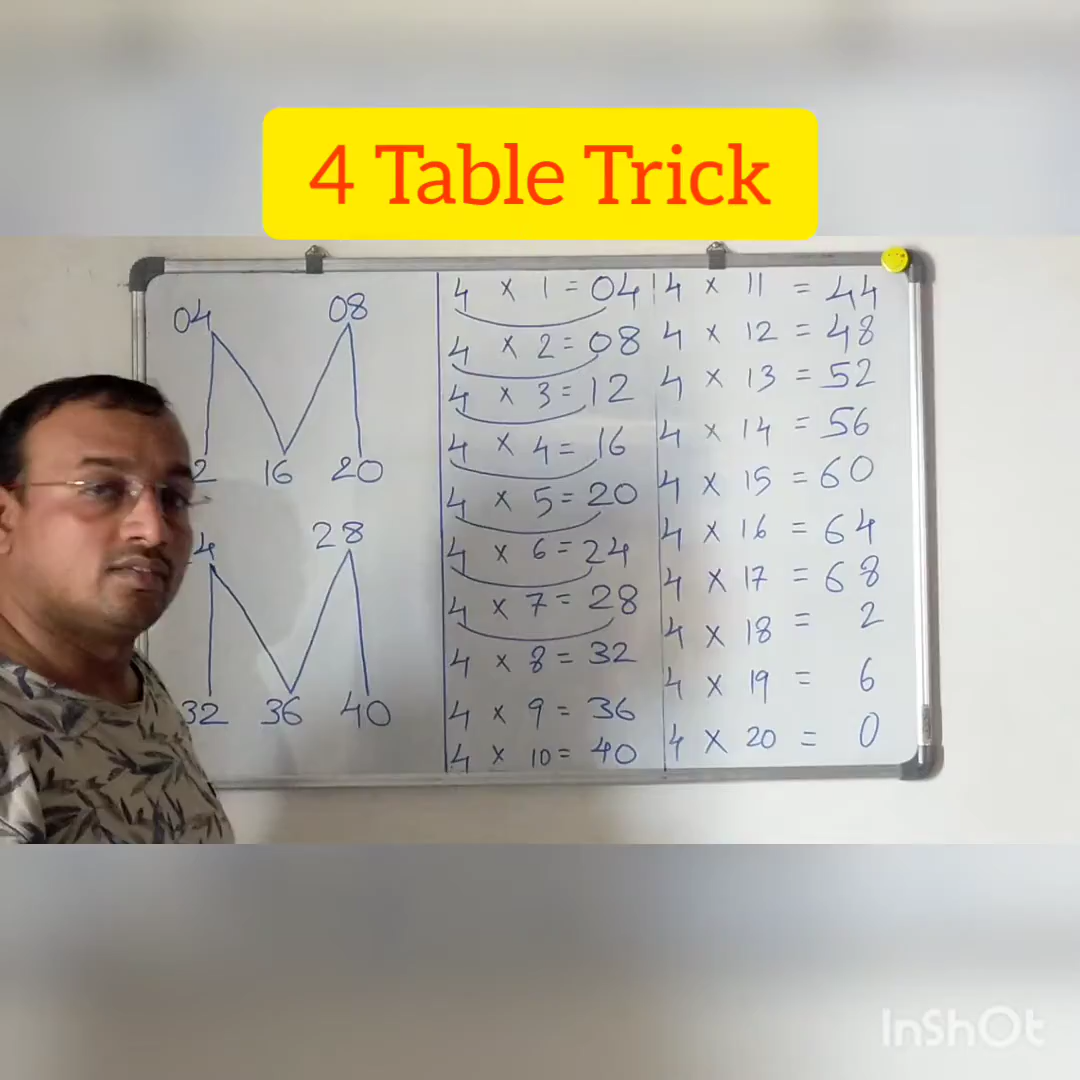 4 Table Trick
04 08
2 16 20
4 28
32 36 40
4 × 1 = 04
4 × 2 = 08
4 × 3 = 12
4 × 4 = 16
4 × 5 = 20
4 × 6 = 24
4 × 7 = 28
4 × 8 = 32
4 × 9 = 36
4 × 10 = 40
4 × 11 = 44
4 × 12 = 48
4 × 13 = 52
4 × 14 = 56
4 × 15 = 60
4 × 16 = 64
4 × 17 = 68
4 × 18 = 2
4 × 19 = 6
4 × 20 = 0
InShOt